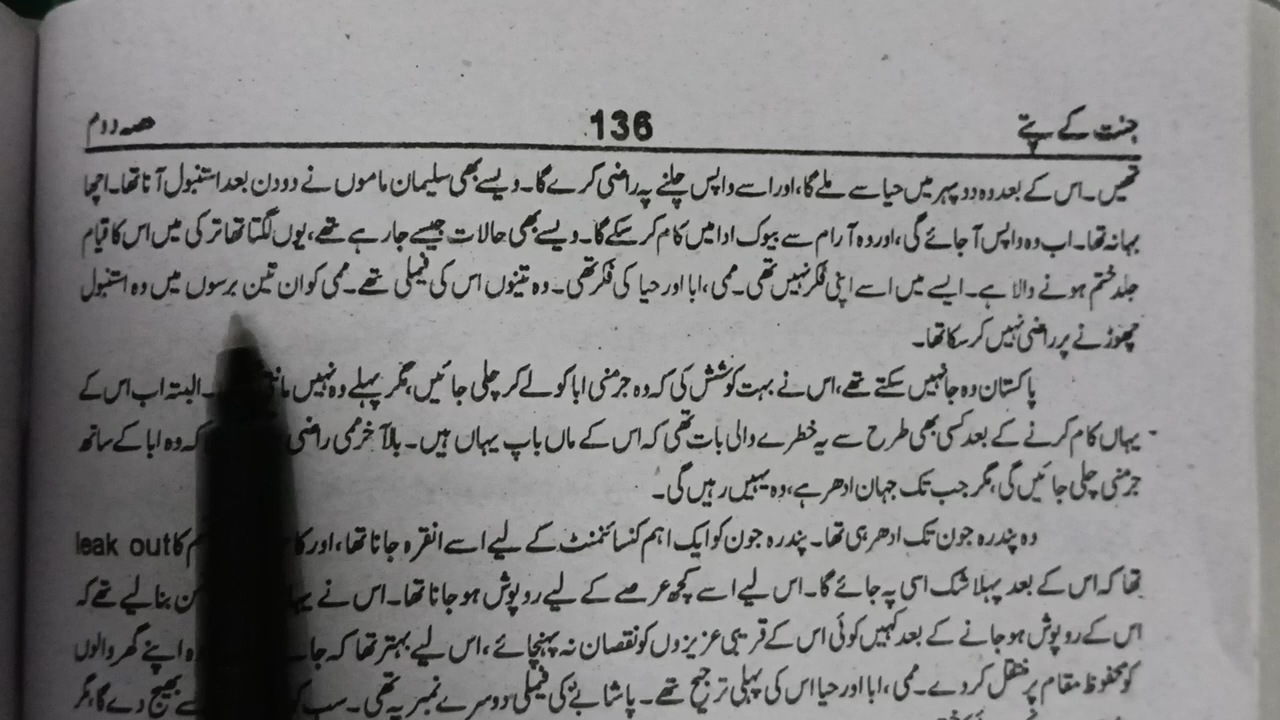 جنت کے پتے 136 حصہ دوم
تھیں۔ اس کے بعد وہ دوپہر میں حیا سے ملے گا، اور اسے واپس چلنے پہ راضی کرے گا۔ ویسے بھی سلیمان ماموں نے دو دن بعد استنبول آنا تھا۔ اچھا
بہانہ تھا۔ اب وہ واپس آ جائے گی، اور وہ آرام سے بیوک ادا میں کام کر سکے گا۔ ویسے بھی حالات جیسے جا رہے تھے، یوں لگتا تھا ترکی میں اس کا قیام
جلد ختم ہونے والا ہے۔ ایسے میں اسے اپنی فکر نہیں تھی۔ ممی، ابا اور حیا کی فکر تھی۔ وہ تینوں اس کی فیملی تھے۔ ممی کو ان تین برسوں میں وہ استنبول
چھوڑنے پر راضی نہیں کر سکا تھا۔
پاکستان وہ جا نہیں سکتے تھے، اس نے بہت کوشش کی کہ وہ جرمنی ابا کو لے کر چلی جائیں، مگر پہلے وہ نہیں البتہ اب اس کے
یہاں کام کرنے کے بعد کسی بھی طرح سے یہ خطرے والی بات تھی کہ اس کے ماں باپ یہاں ہیں۔ بالآخر ممی راضی کہ وہ ابا کے ساتھ
جرمنی چلی جائیں گی، مگر جب تک جہان ادھر ہے، وہ یہیں رہیں گی۔
وہ پندرہ جون تک ادھر ہی تھا۔ پندرہ جون کو ایک اہم کنسائنمنٹ کے لیے اسے انقرہ جانا تھا، اور کا leak out
تھا کہ اس کے بعد پہلا شک اسی پہ جائے گا۔ اس لیے اسے کچھ عرصے کے لیے روپوش ہو جانا تھا۔ اس نے بنا لیے تھے کہ
اس کے روپوش ہو جانے کے بعد کہیں کوئی اس کے قریبی عزیزوں کو نقصان نہ پہنچائے، اس لیے بہتر تھا کہ اپنے گھر والوں
کو محفوظ مقام پر منتقل کر دے۔ ممی، ابا اور حیا اس کی پہلی ترجیح تھے۔ پاشا بے کی فیملی دوسرے نمبر پہ تھی۔ سب بھیج دے گا، مگر